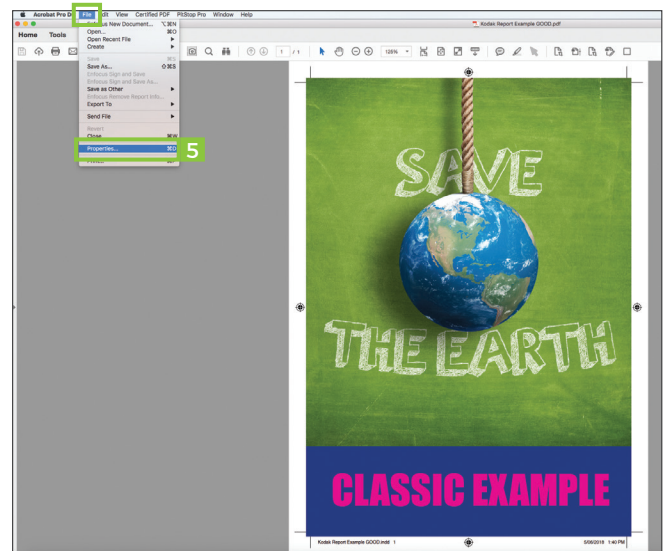 Acrobat Pro D File Edit View Certified PDF PitStop Pro Window Help
Kodak Report Example GOOD.pdf
Home Tools
1 / 1
125%
Enfocus New Document... ⌥⌘N
Open... ⌘O
Open Recent File
Create
Save ⌘S
Save As... ⇧⌘S
Enfocus Sign and Save
Enfocus Sign and Save As...
Save as Other
Enfocus Remove Report Info...
Export To
Send File
Revert
Close ⌘W
Properties... ⌘D
5
SAVE
THE EARTH
CLASSIC EXAMPLE
Kodak Report Example GOOD.indd 1
5/06/2018 1:40 PM